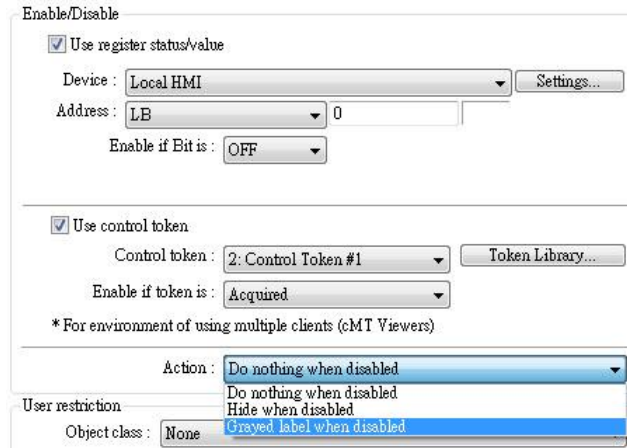 Enable/Disable
Use register status/value
Device : Local HMI Settings...
Address : LB 0
Enable if Bit is : OFF
Use control token
Control token : 2: Control Token #1 Token Library...
Enable if token is : Acquired
* For environment of using multiple clients (cMT Viewers)
Action : Do nothing when disabled
Do nothing when disabled
Hide when disabled
Grayed label when disabled
User restriction
Object class : None